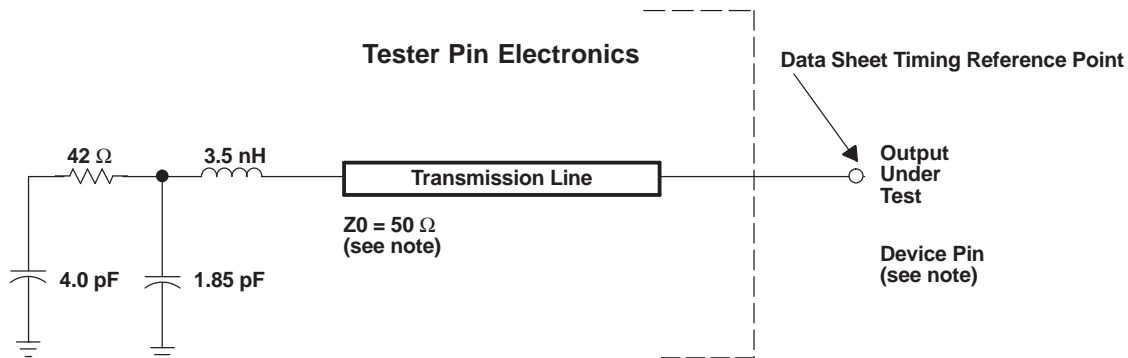 Tester Pin Electronics
Data Sheet Timing Reference Point
42 Ω
3.5 nH
Transmission Line
Output
Under
Test
Z0 = 50 Ω
(see note)
Device Pin
(see note)
4.0 pF
1.85 pF